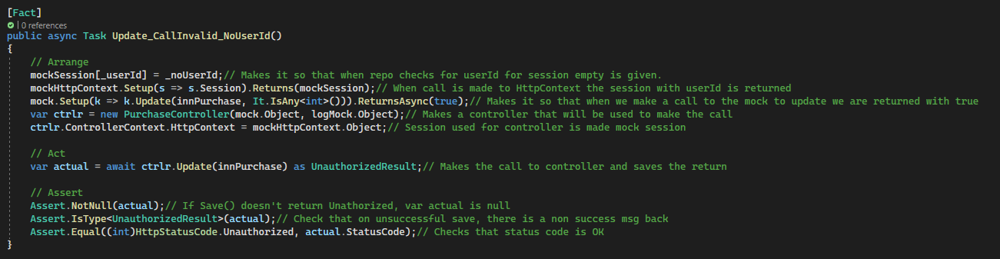 [Fact]
| 0 references
public async Task Update_CallInvalid_NoUserId()
{
// Arrange
mockSession[_userId] = _noUserId;// Makes it so that when repo checks for userId for session empty is given.
mockHttpContext.Setup(s => s.Session).Returns(mockSession);// When call is made to HttpContext the session with userId is returned
mock.Setup(k => k.Update(innPurchase, It.IsAny<int>())).ReturnsAsync(true);// Makes it so that when we make a call to the mock to update we are returned with true
var ctrlr = new PurchaseController(mock.Object, logMock.Object);// Makes a controller that will be used to make the call
ctrlr.ControllerContext.HttpContext = mockHttpContext.Object;// Session used for controller is made mock session
// Act
var actual = await ctrlr.Update(innPurchase) as UnauthorizedResult;// Makes the call to controller and saves the return
// Assert
Assert.NotNull(actual);// If Save() doesn't return Unathorized, var actual is null
Assert.IsType<UnauthorizedResult>(actual);// Check that on unsuccessful save, there is a non success msg back
Assert.Equal((int)HttpStatusCode.Unauthorized, actual.StatusCode);// Checks that status code is OK
}